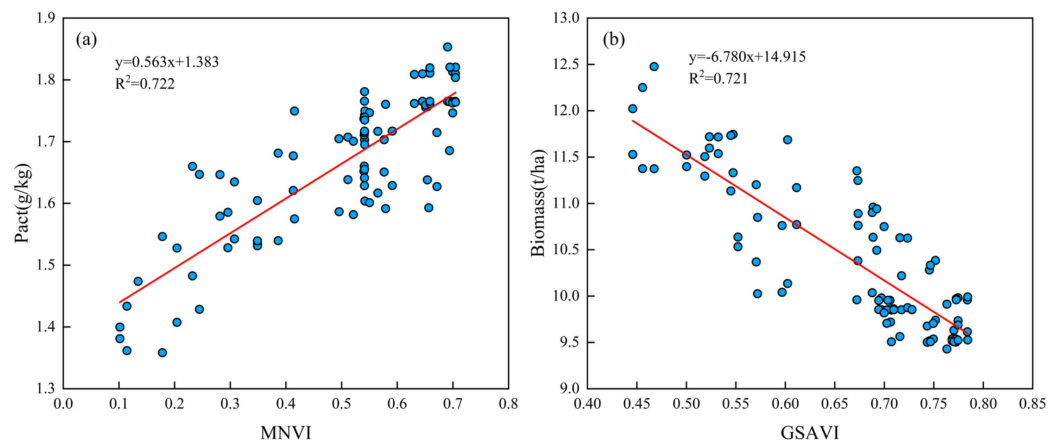 (a)
y=0.563x+1.383
R²=0.722
Pact(g/kg)
1.9
1.8
1.7
1.6
1.5
1.4
1.3
0.0 0.1 0.2 0.3 0.4 0.5 0.6 0.7 0.8
MNVI
(b)
y=-6.780x+14.915
R²=0.721
Biomass(t/ha)
13.0
12.5
12.0
11.5
11.0
10.5
10.0
9.5
9.0
0.40 0.45 0.50 0.55 0.60 0.65 0.70 0.75 0.80 0.85
GSAVI